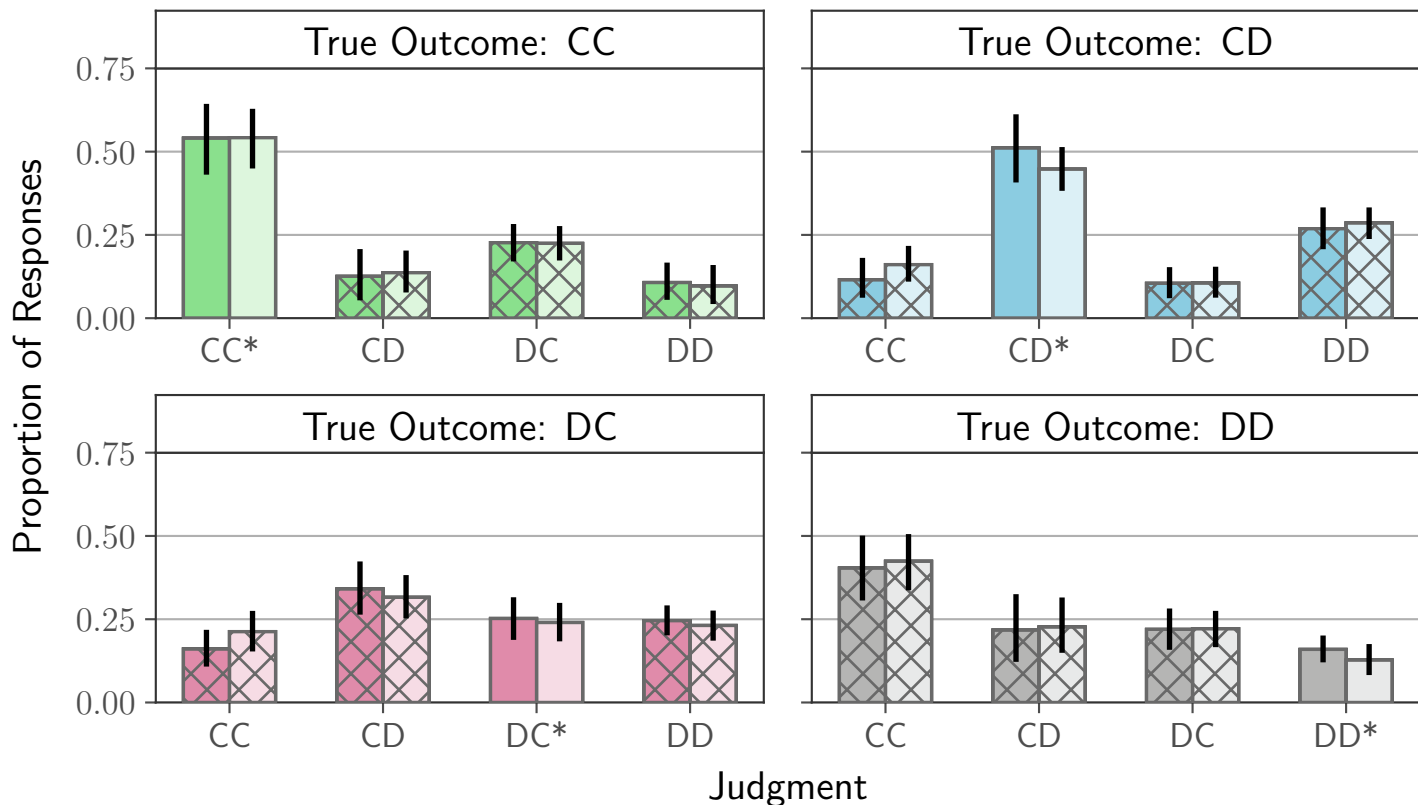 True Outcome: CC
True Outcome: CD
0.75
0.50
0.25
0.00
CC* CD DC DD
CC CD* DC DD
True Outcome: DC
True Outcome: DD
0.75
0.50
0.25
0.00
CC CD DC* DD
CC CD DC DD*
Proportion of Responses
Judgment